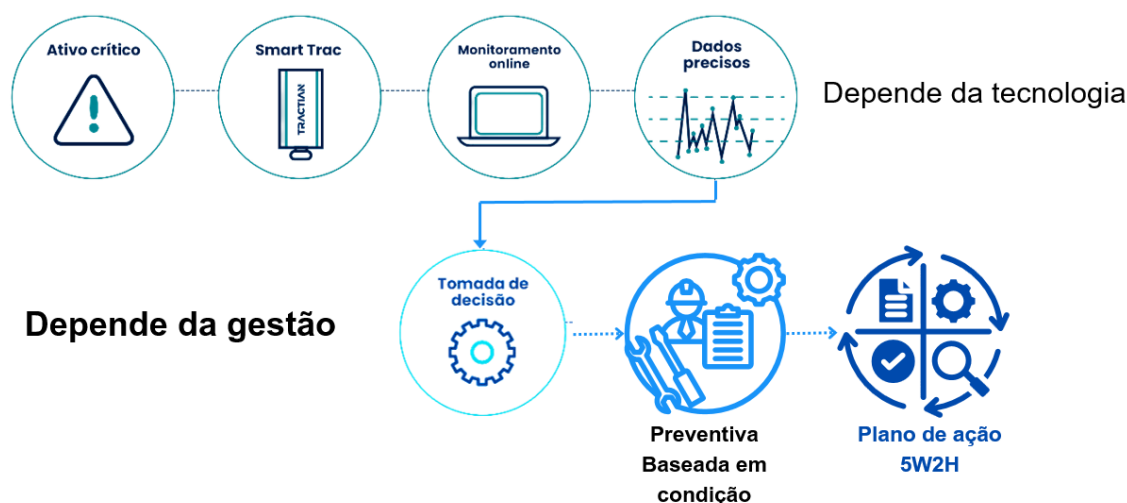 Ativo crítico
Smart Trac
TRACTIAN
Monitoramento
online
Dados
precisos
Depende da tecnologia
Depende da gestão
Tomada de
decisão
Preventiva
Baseada em
condição
Plano de ação
5W2H